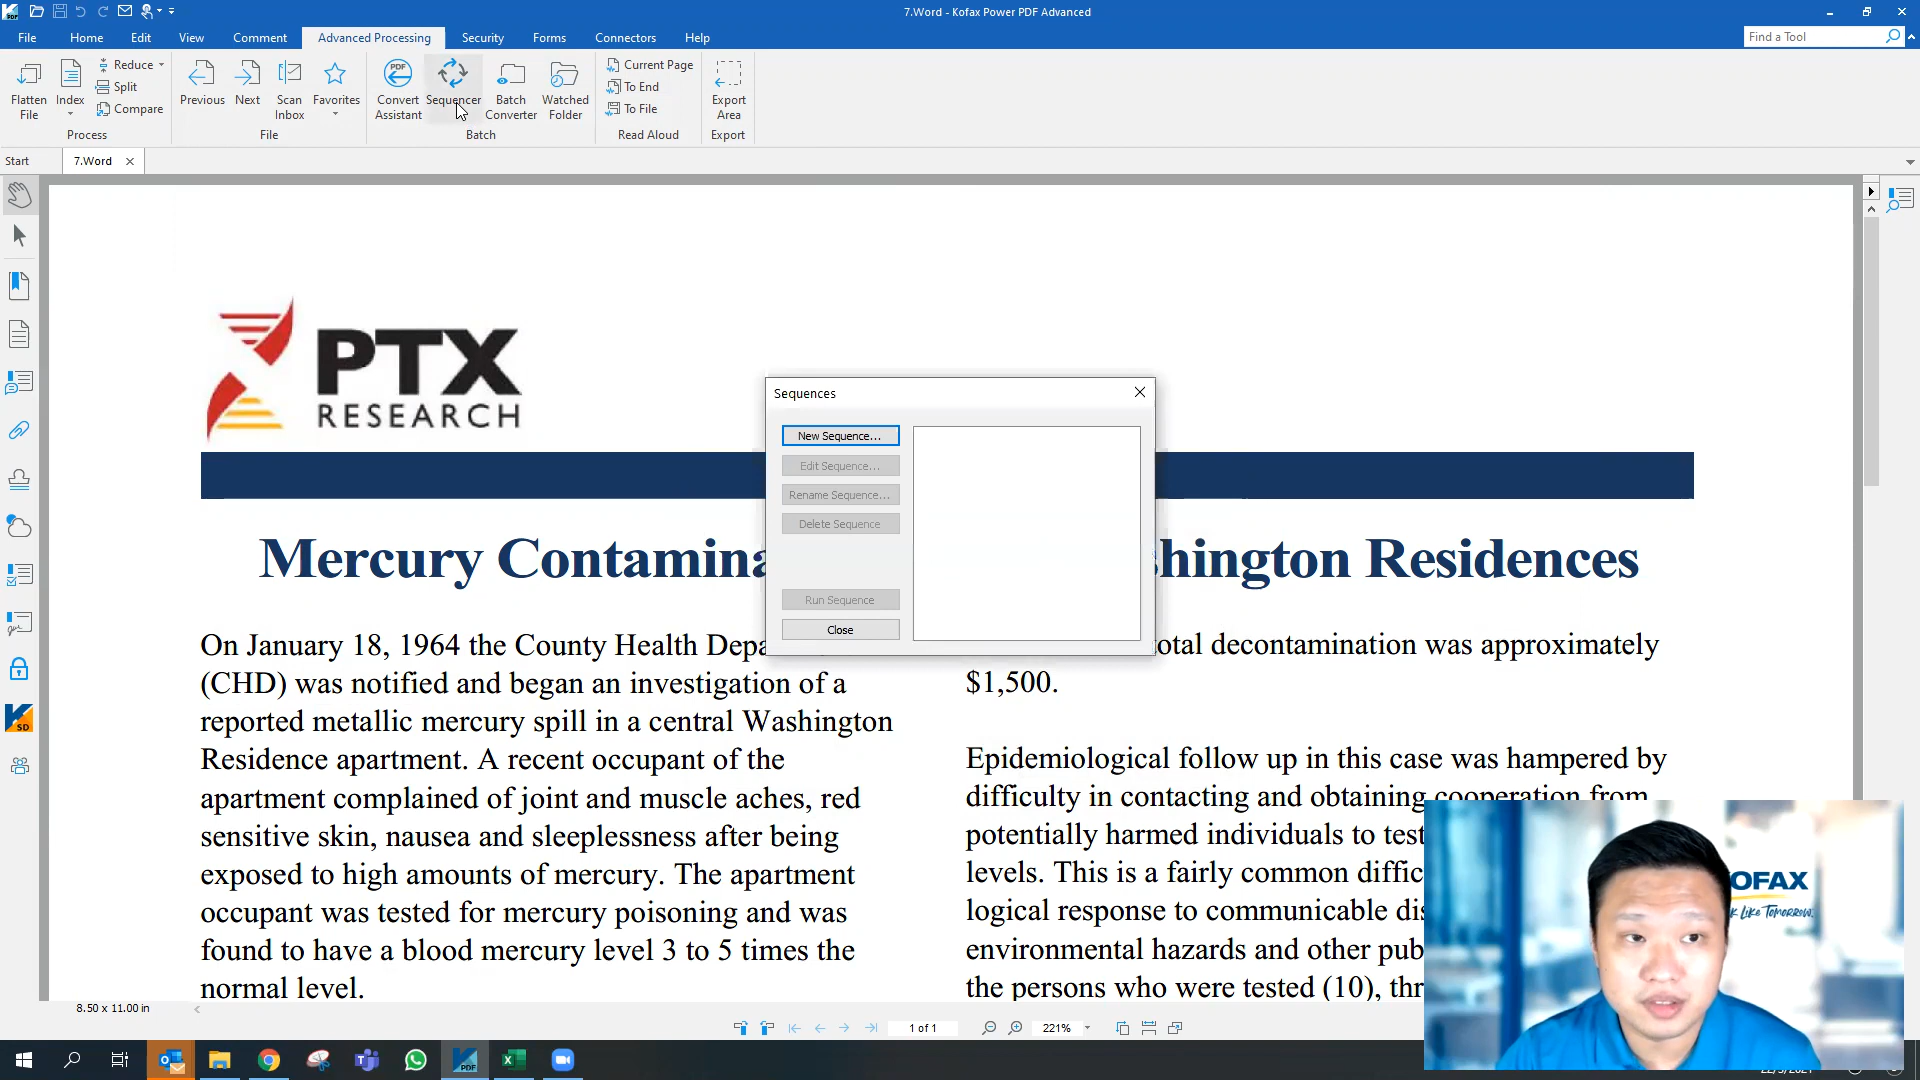 7.Word - Kofax Power PDF Advanced
File Home Edit View Comment Advanced Processing Security Forms Connectors Help
Find a Tool
Flatten File
Index
Reduce
Split
Compare
Process
Previous
Next
Scan Inbox
Favorites
File
Convert Assistant
Sequencer
Batch Converter
Watched Folder
Batch
Current Page
To End
To File
Read Aloud
Export Area
Export
Start
7.Word
PTX
RESEARCH
Sequences
New Sequence...
Edit Sequence...
Rename Sequence...
Delete Sequence
Run Sequence
Close
Mercury Contamina
shington Residences
On January 18, 1964 the County Health Depa
(CHD) was notified and began an investigation of a
reported metallic mercury spill in a central Washington
Residence apartment. A recent occupant of the
apartment complained of joint and muscle aches, red
sensitive skin, nausea and sleeplessness after being
exposed to high amounts of mercury. The apartment
occupant was tested for mercury poisoning and was
found to have a blood mercury level 3 to 5 times the
normal level.
total decontamination was approximately
$1,500.
Epidemiological follow up in this case was hampered by
difficulty in contacting and obtaining cooperation from
potentially harmed individuals to test
levels. This is a fairly common diffic
logical response to communicable dis
environmental hazards and other pub
the persons who were tested (10), thr
OFAX
k Like Tomorrow.
8.50 x 11.00 in
1 of 1
221%